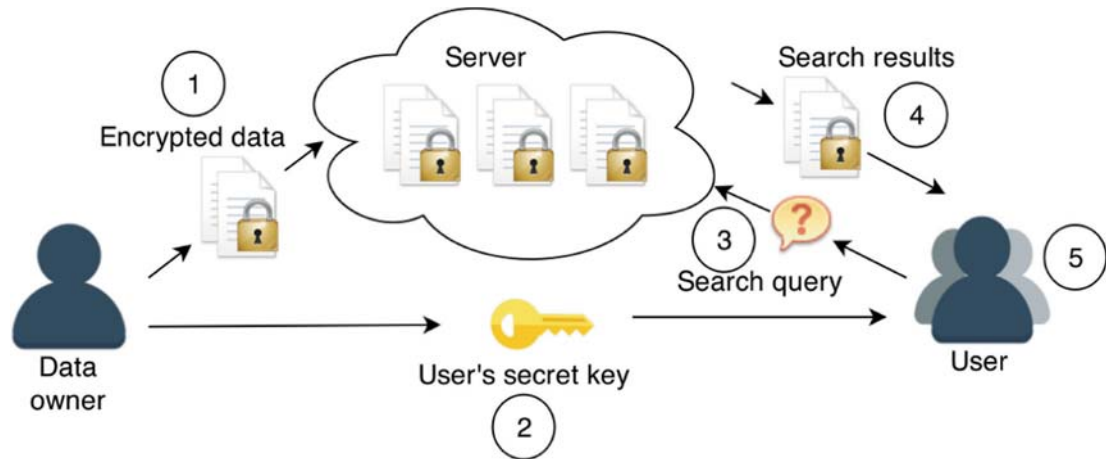 1
Encrypted data
Server
Search results
4
3
Search query
?
5
Data
owner
User's secret key
2
User